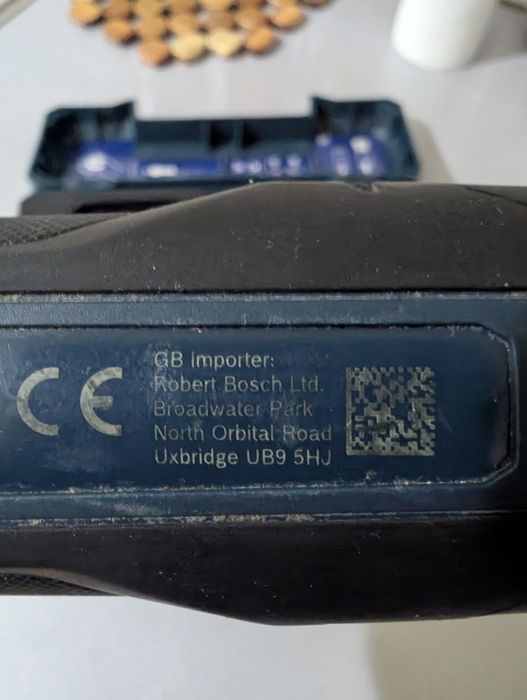 CE
GB Importer:
Robert Bosch Ltd.
Broadwater Park
North Orbital Road
Uxbridge UB9 5HJ